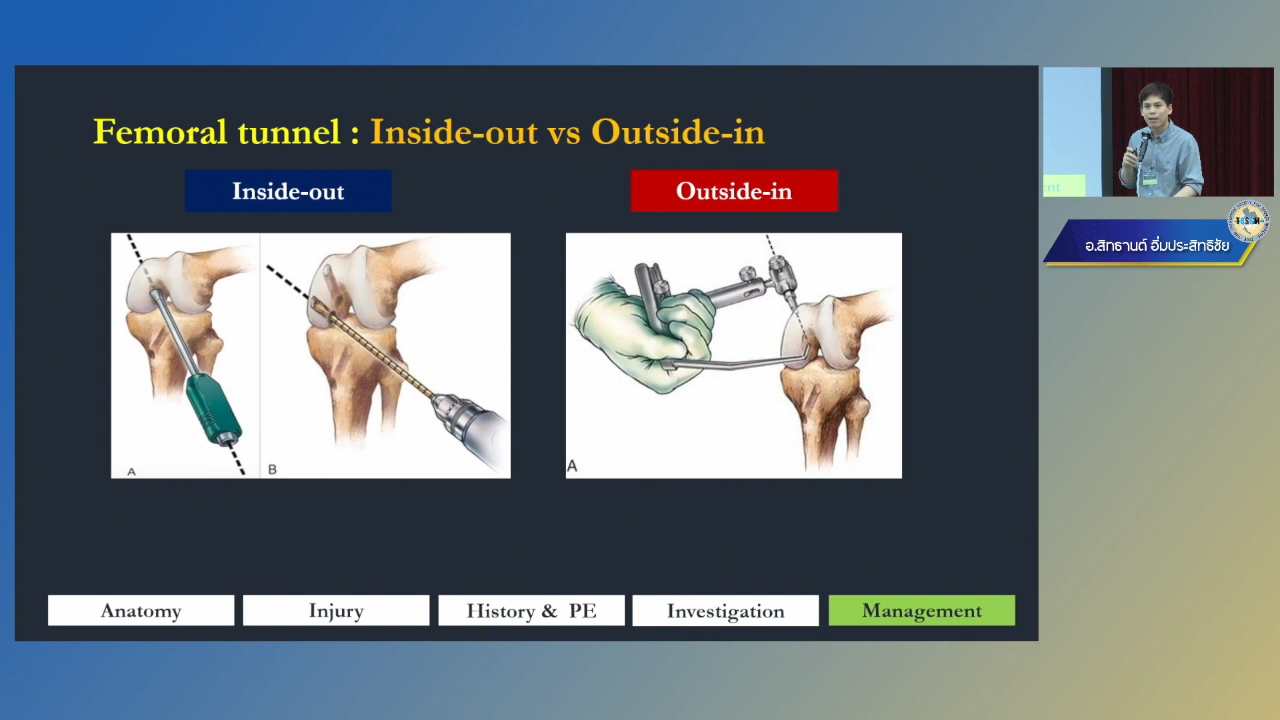 Femoral tunnel : Inside-out vs Outside-in
Inside-out
Outside-in
A
B
A
Anatomy
Injury
History & PE
Investigation
Management
อ.สิทธานต์ อิ่มประสิทธิชัย